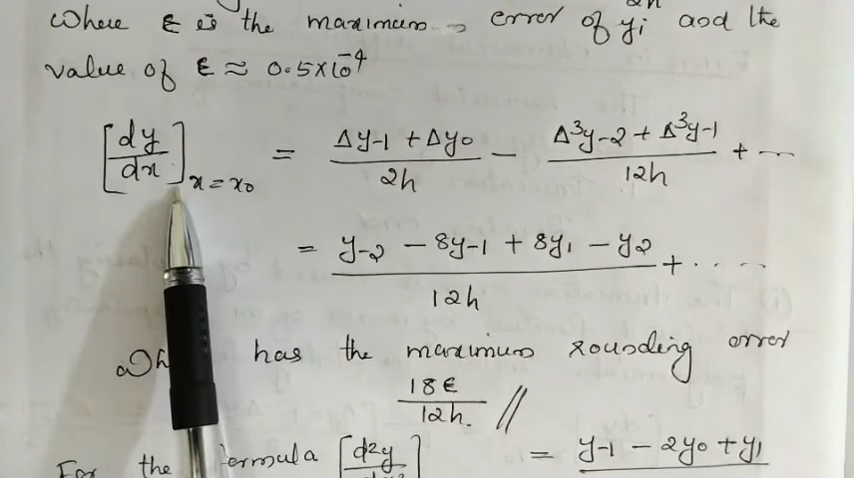 Where ε is the maximum error of yi and the
value of ε ≈ 0.5×10⁻⁴
[dy/dx]x=x0 = (Δy-1 + Δy0)/2h − (Δ³y-2 + Δ³y-1)/12h + ...
= (y-2 − 8y-1 + 8y1 − y2)/12h + ....
has the maximum rounding error
18ε/12h. //
For the formula [d²y = y-1 − 2y0 + y1